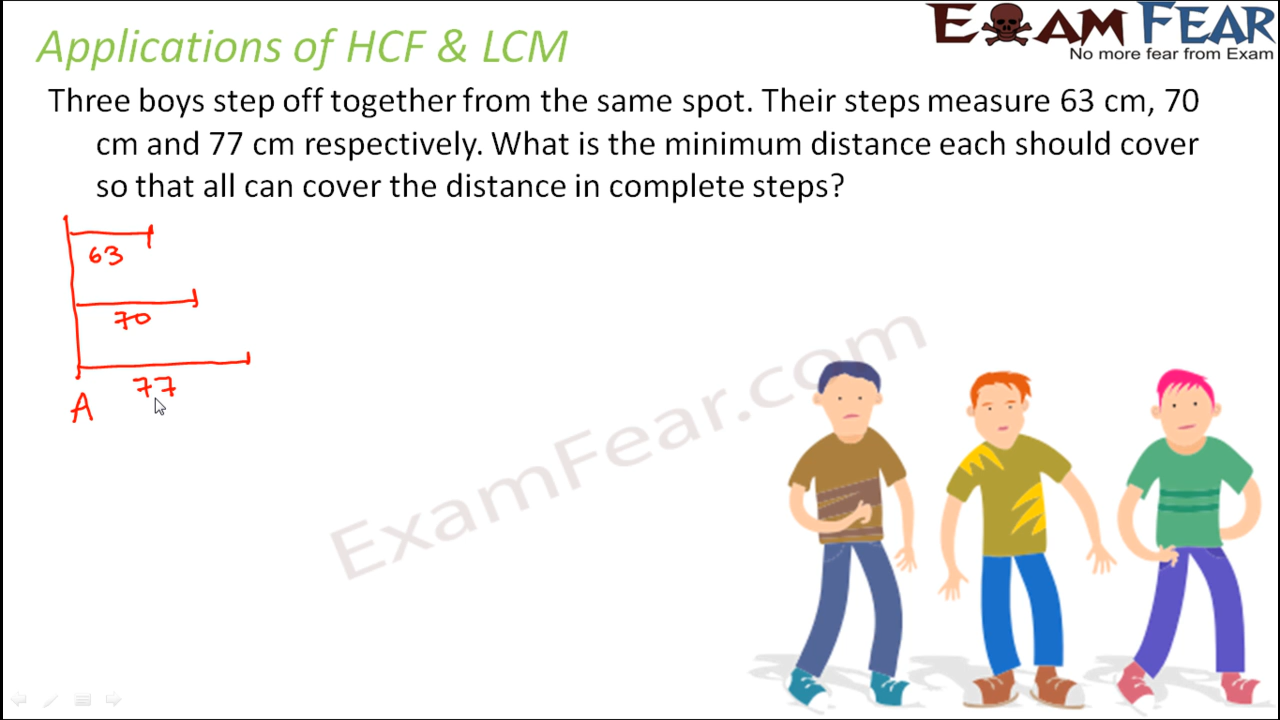 EXAM FEAR
No more fear from Exam
Applications of HCF & LCM
Three boys step off together from the same spot. Their steps measure 63 cm, 70
cm and 77 cm respectively. What is the minimum distance each should cover
so that all can cover the distance in complete steps?
63
70
77
A
ExamFear.com